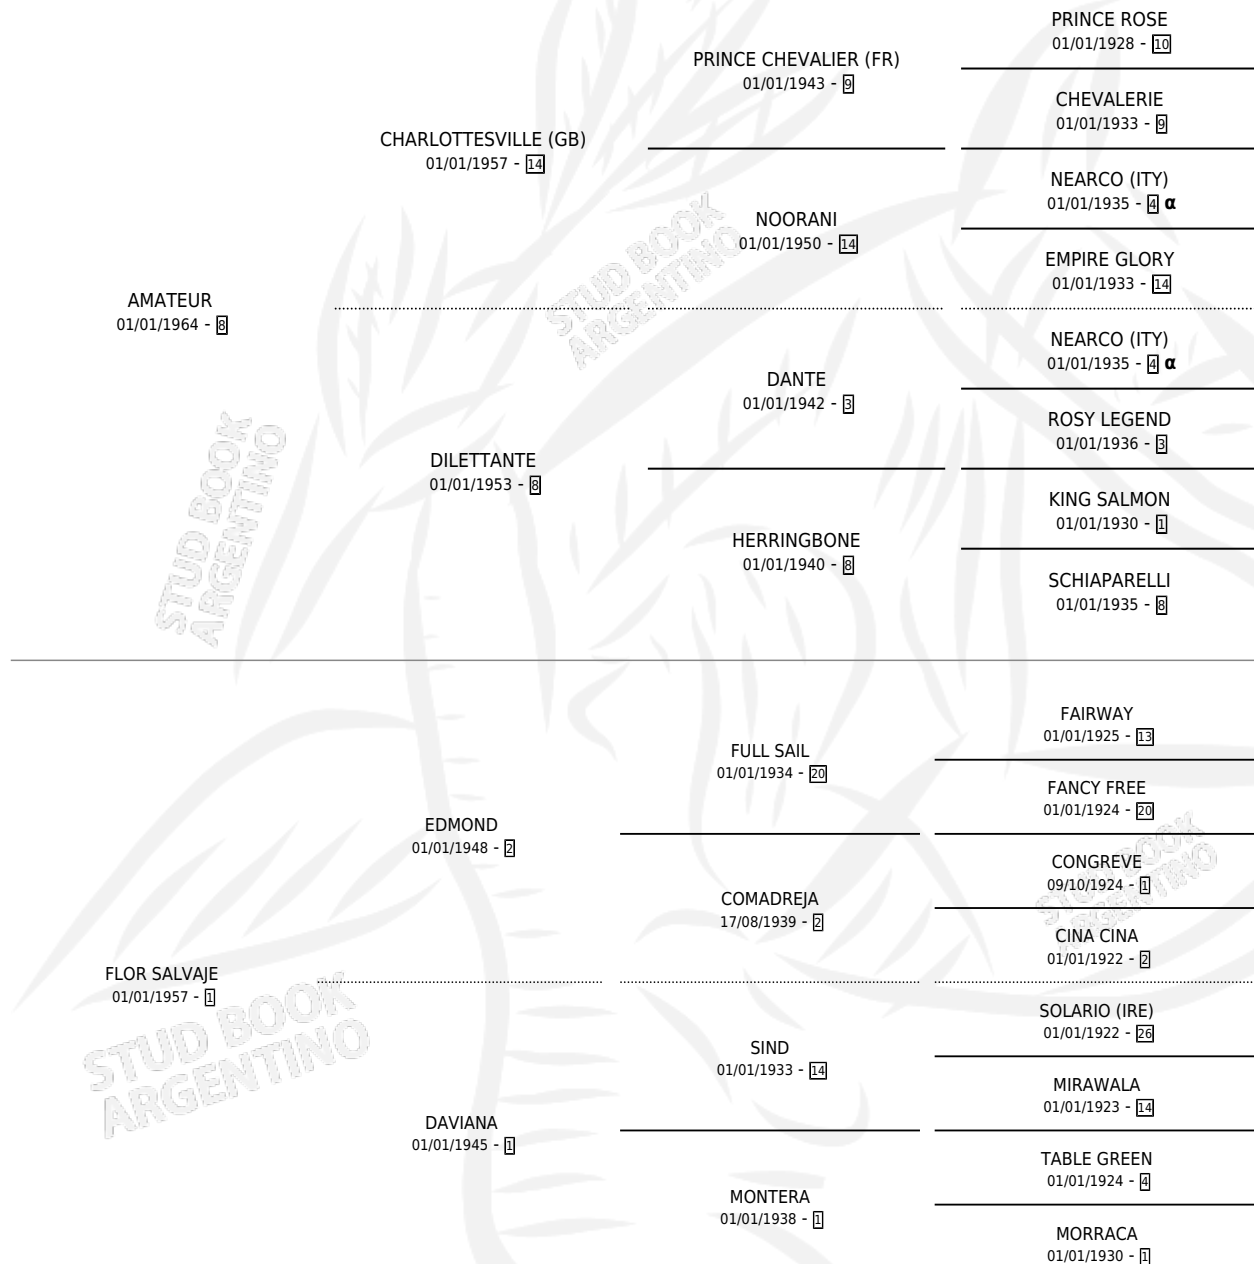 PRINCE ROSE
01/01/1928 - 10
PRINCE CHEVALIER (FR)
01/01/1943 - 9
CHEVALERIE
01/01/1933 - 9
CHARLOTTESVILLE (GB)
01/01/1957 - 14
NEARCO (ITY)
01/01/1935 - 4 α
NOORANI
01/01/1950 - 14
EMPIRE GLORY
01/01/1933 - 14
AMATEUR
01/01/1964 - 8
NEARCO (ITY)
01/01/1935 - 4 α
DANTE
01/01/1942 - 3
ROSY LEGEND
01/01/1936 - 3
DILETTANTE
01/01/1953 - 8
KING SALMON
01/01/1930 - 1
HERRINGBONE
01/01/1940 - 8
SCHIAPARELLI
01/01/1935 - 8
FAIRWAY
01/01/1925 - 13
FULL SAIL
01/01/1934 - 20
FANCY FREE
01/01/1924 - 20
EDMOND
01/01/1948 - 2
CONGREVE
09/10/1924 - 1
COMADREJA
17/08/1939 - 2
CINA CINA
01/01/1922 - 2
FLOR SALVAJE
01/01/1957 - 1
SOLARIO (IRE)
01/01/1922 - 26
SIND
01/01/1933 - 14
MIRAWALA
01/01/1923 - 14
DAVIANA
01/01/1945 - 1
TABLE GREEN
01/01/1924 - 4
MONTERA
01/01/1938 - 1
MORRACA
01/01/1930 - 1
STUD BOOK
ARGENTINO
STUD BOOK
ARGENTINO
STUD BOOK
ARGENTINO
STUD BOOK
ARGENTINO